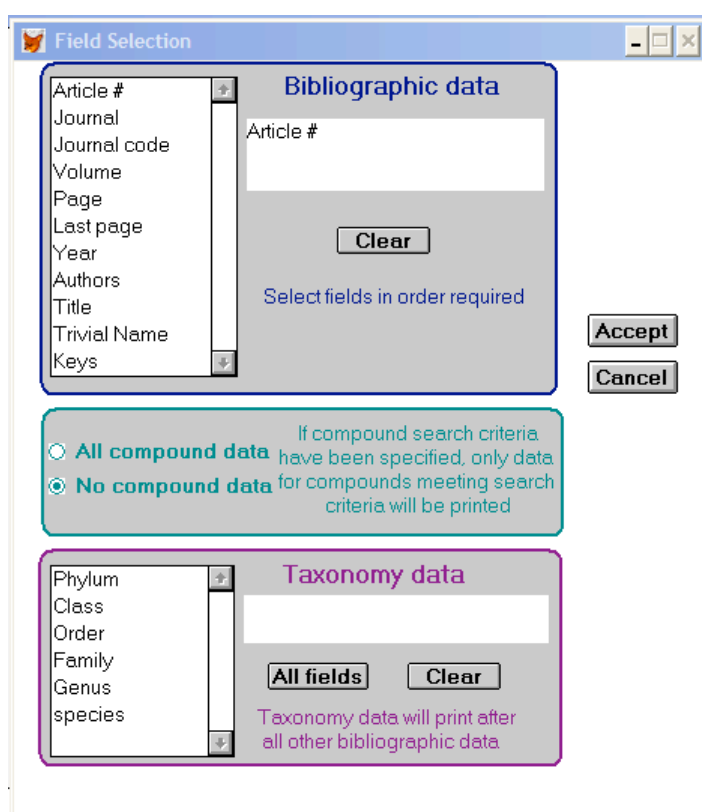 Field Selection
Bibliographic data
Article #
Journal
Journal code
Volume
Page
Last page
Year
Authors
Title
Trivial Name
Keys
Article #
Clear
Select fields in order required
Accept
Cancel
All compound data
No compound data
If compound search criteria
have been specified, only data
for compounds meeting search
criteria will be printed
Taxonomy data
Phylum
Class
Order
Family
Genus
species
All fields
Clear
Taxonomy data will print after
all other bibliographic data